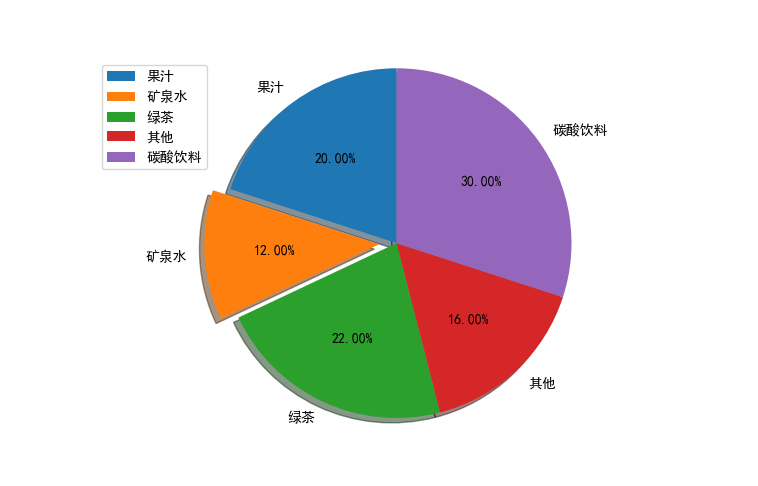 果汁
矿泉水
绿茶
其他
碳酸饮料
果汁
碳酸饮料
20.00%
30.00%
矿泉水
12.00%
16.00%
22.00%
其他
绿茶